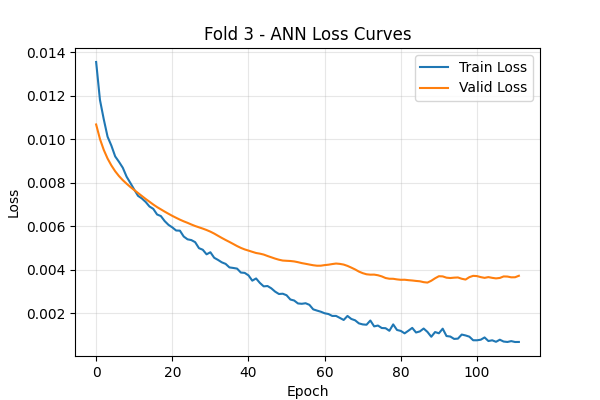 Fold 3 - ANN Loss Curves
Train Loss
Valid Loss
0.014
0.012
0.010
0.008
0.006
0.004
0.002
Loss
0 20 40 60 80 100
Epoch